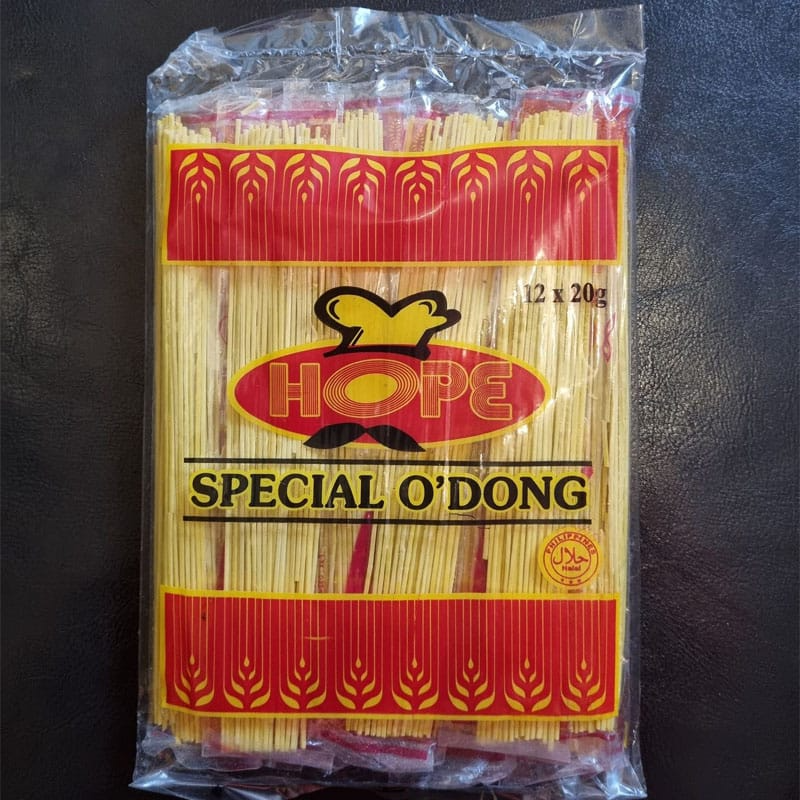 12 x 20g
HOPE
SPECIAL O'DONG
PHILIPPINES
حلال
Halal